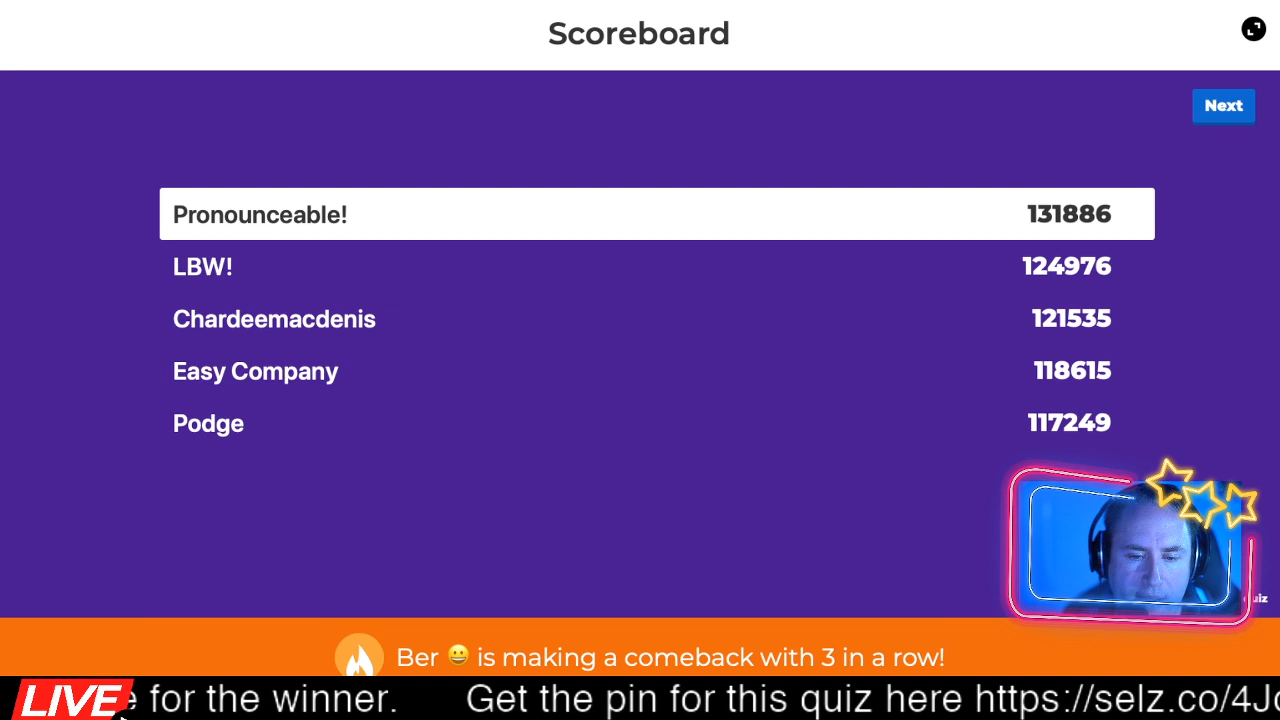 Scoreboard
Next
Pronounceable! 131886
LBW! 124976
Chardeemacdenis 121535
Easy Company 118615
Podge 117249
Ber 😀 is making a comeback with 3 in a row!
LIVE for the winner. Get the pin for this quiz here https://selz.co/4J